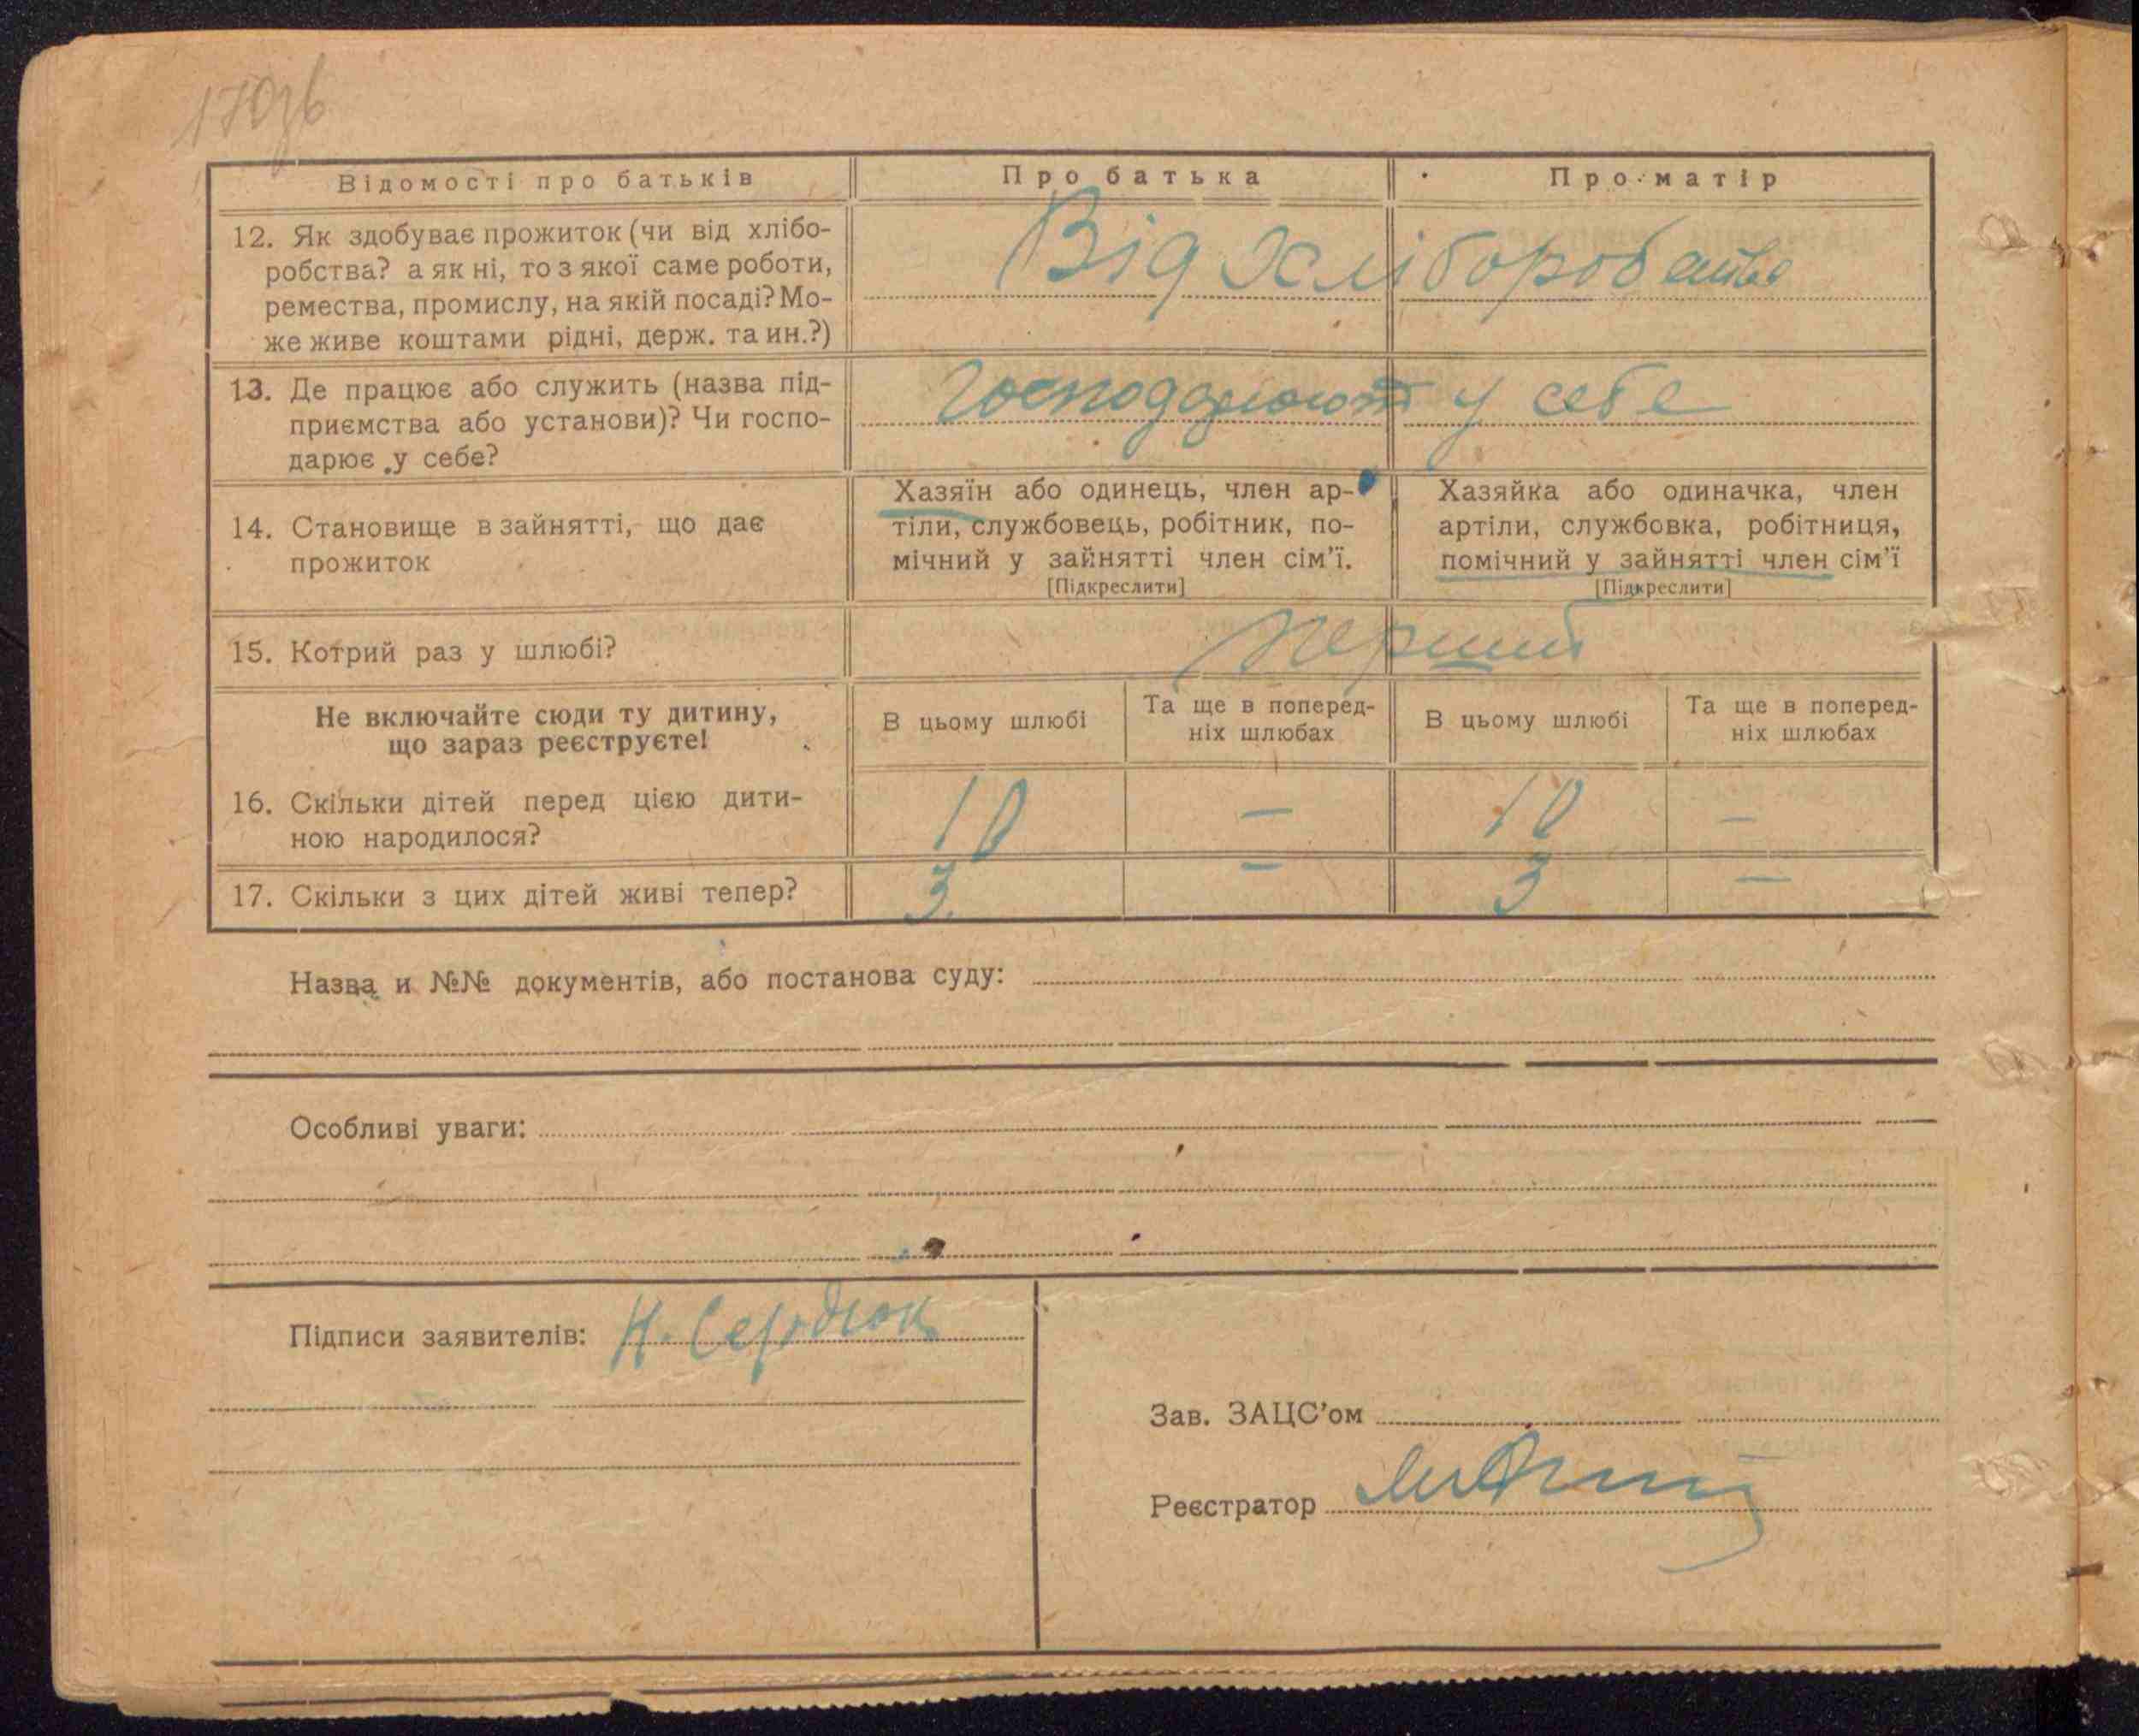 170зв
Відомості про батьків Про батька Про матір
12. Як здобуває прожиток (чи від хлібо-
робства? а як ні, то з якої саме роботи,
ремества, промислу, на якій посаді? Мо-
же живе коштами рідні, держ. та ин.?)
Від хліборобства
13. Де працює або служить (назва під-
приємства або установи)? Чи госпо-
дарює у себе?
Господарюють у себе
14. Становище в зайнятті, що дає
прожиток
Хазяїн або одинець, член ар-
тіли, службовець, робітник, по-
мічний у зайнятті член сім'ї.
[Підкреслити]
Хазяйка або одиначка, член
артіли, службовка, робітниця,
помічний у зайнятті член сім'ї
[Підкреслити]
15. Котрий раз у шлюбі? перший
Не включайте сюди ту дитину,
що зараз реєструєте!
В цьому шлюбі
Та ще в поперед-
ніх шлюбах
В цьому шлюбі
Та ще в поперед-
ніх шлюбах
16. Скільки дітей перед цією дити-
ною народилося?
10 — 10 —
17. Скільки з цих дітей живі тепер? 3. — 3 —
Назва и №№ документів, або постанова суду:
Особливі уваги:
Підписи заявителів: Н. Сердюк
Зав. ЗАЦС'ом
Реєстратор